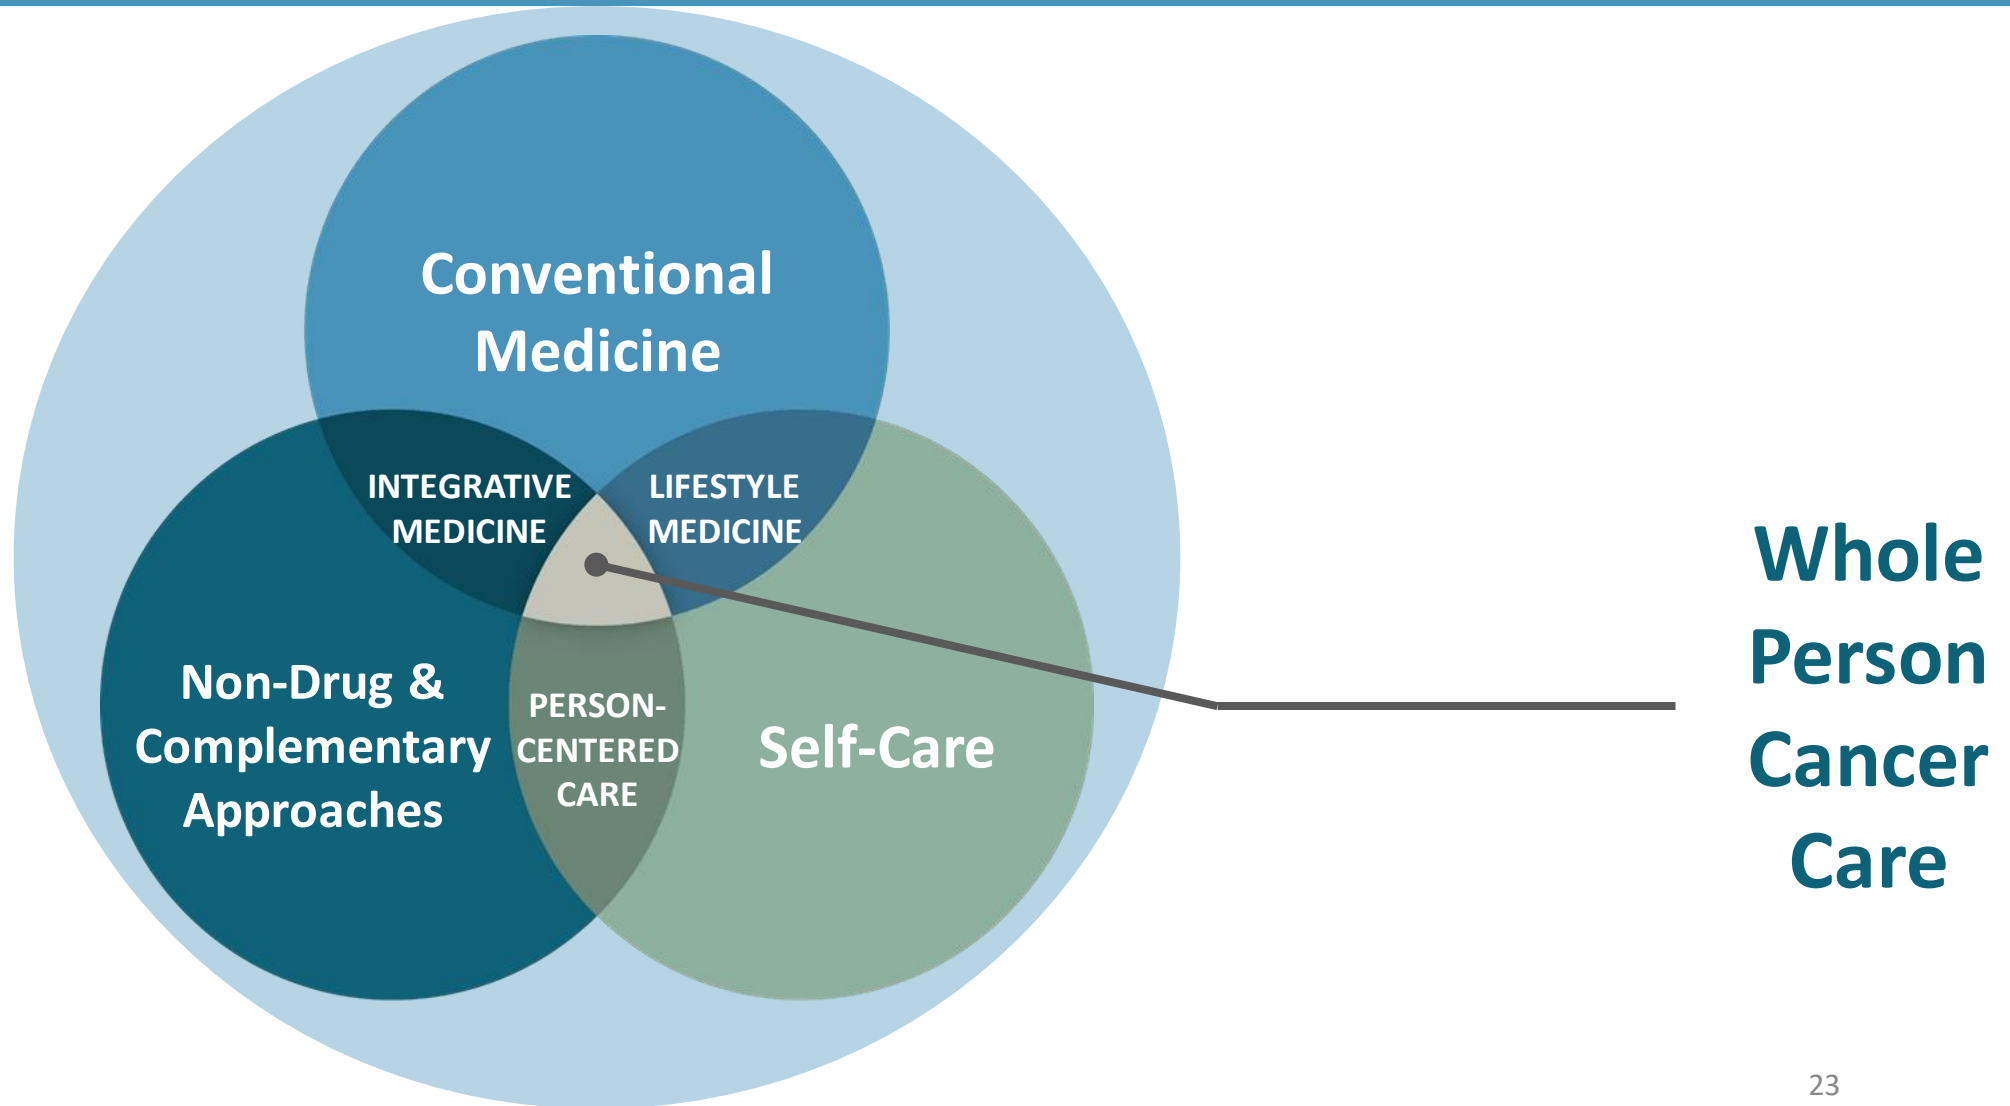 Conventional
Medicine
INTEGRATIVE
MEDICINE
LIFESTYLE
MEDICINE
Non-Drug &
Complementary
Approaches
PERSON-
CENTERED
CARE
Self-Care
Whole
Person
Cancer
Care
23